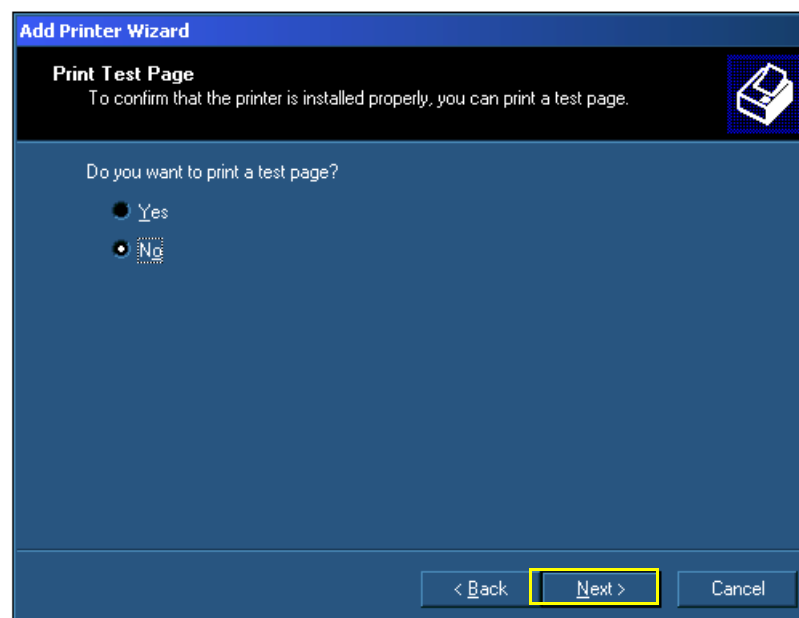 Add Printer Wizard
Print Test Page
To confirm that the printer is installed properly, you can print a test page.
Do you want to print a test page?
Yes
No
< Back Next > Cancel